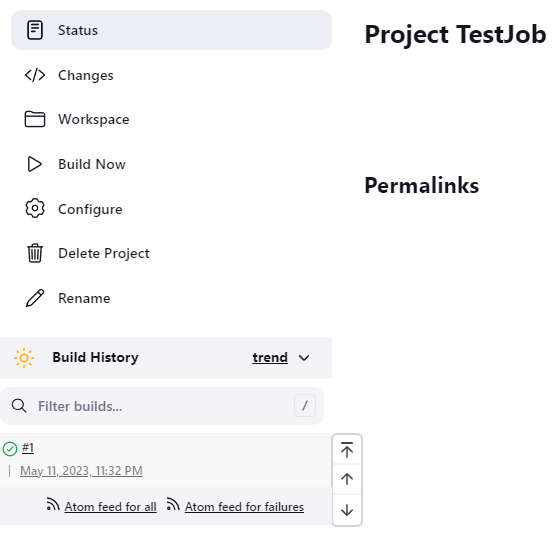 Status
Changes
Workspace
Build Now
Configure
Delete Project
Rename
Build History trend
Filter builds... /
#1
May 11, 2023, 11:32 PM
Atom feed for all Atom feed for failures
Project TestJob
Permalinks